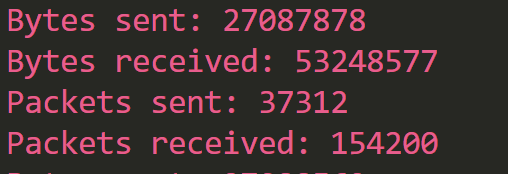 Bytes sent: 27087878
Bytes received: 53248577
Packets sent: 37312
Packets received: 154200